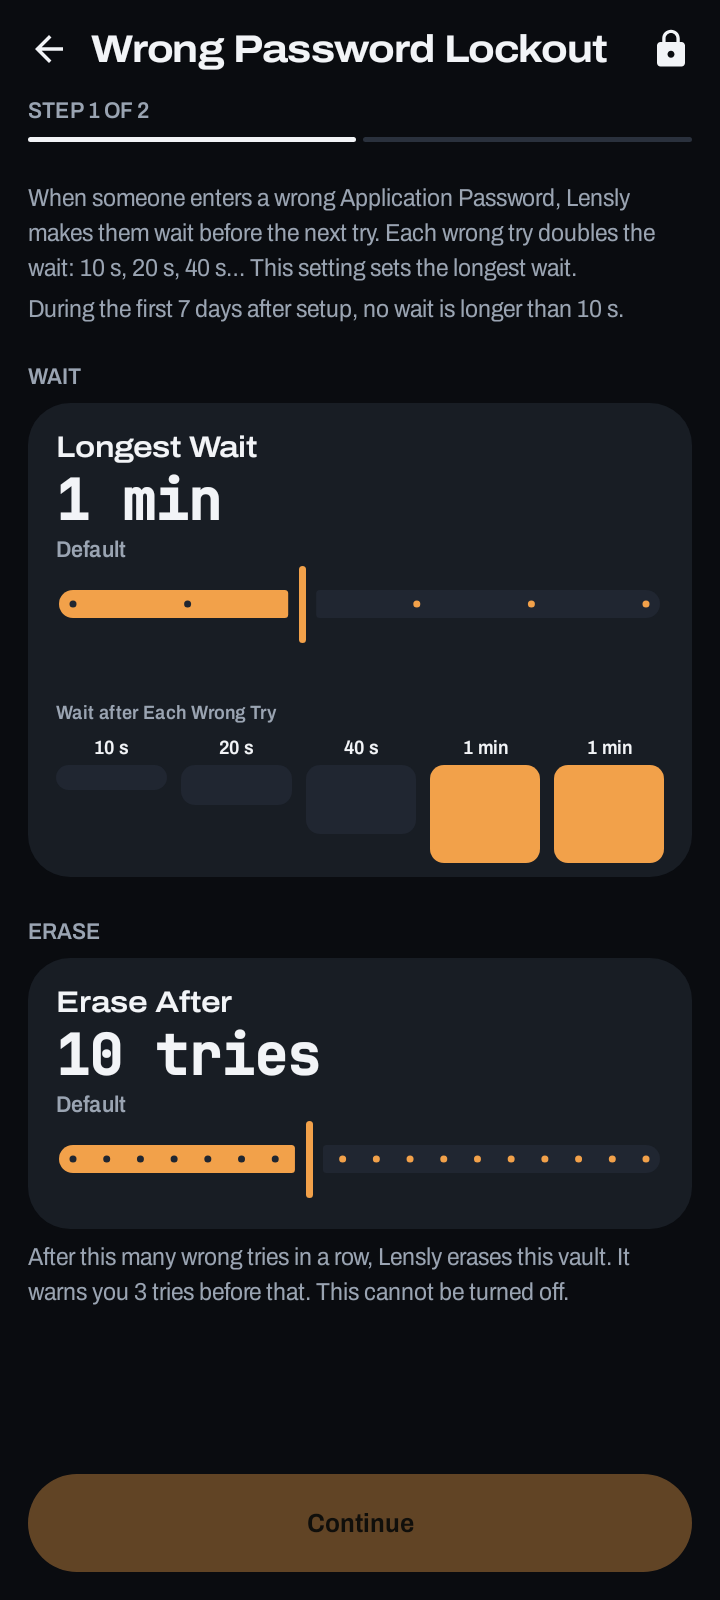 Wrong Password Lockout
STEP 1 OF 2
When someone enters a wrong Application Password, Lensly
makes them wait before the next try. Each wrong try doubles the
wait: 10 s, 20 s, 40 s... This setting sets the longest wait.
During the first 7 days after setup, no wait is longer than 10 s.
WAIT
Longest Wait
1 min
Default
Wait after Each Wrong Try
10 s 20 s 40 s 1 min 1 min
ERASE
Erase After
10 tries
Default
After this many wrong tries in a row, Lensly erases this vault. It
warns you 3 tries before that. This cannot be turned off.
Continue